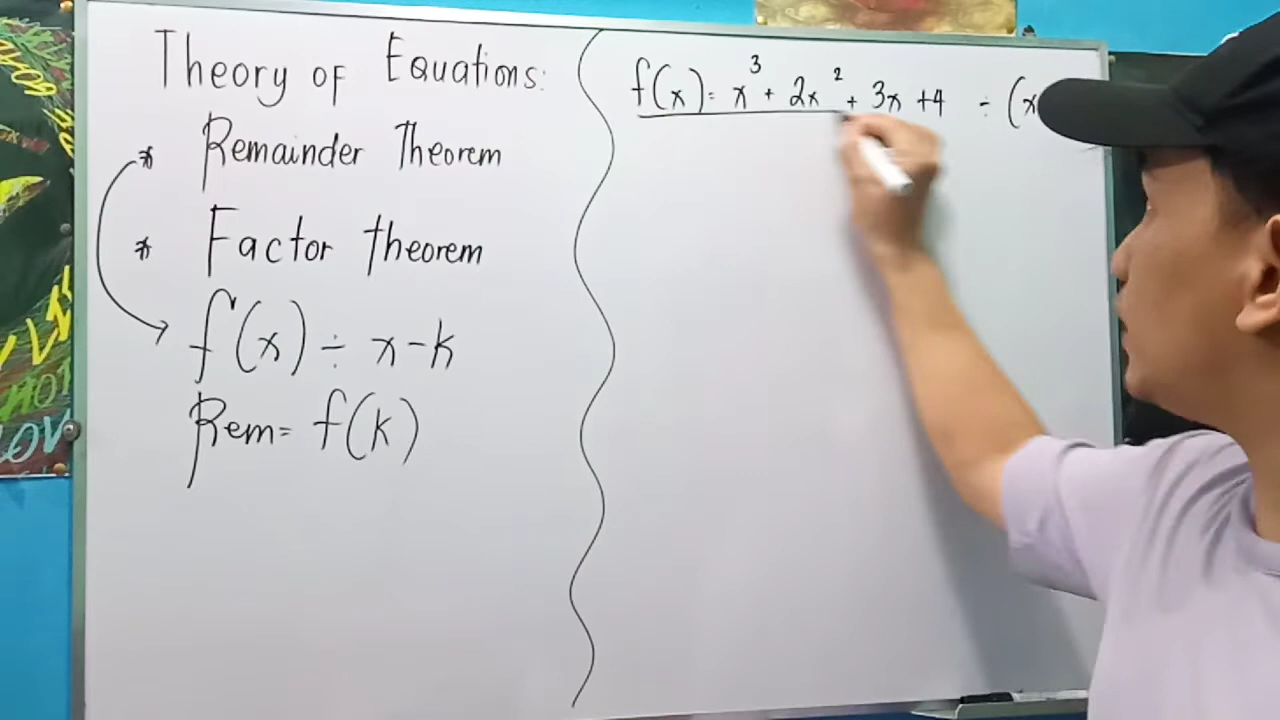 Theory of Equations:
* Remainder Theorem
* Factor theorem
f(x) ÷ x-k
Rem= f(k)
f(x) = x³ + 2x² + 3x +4 ÷ (x